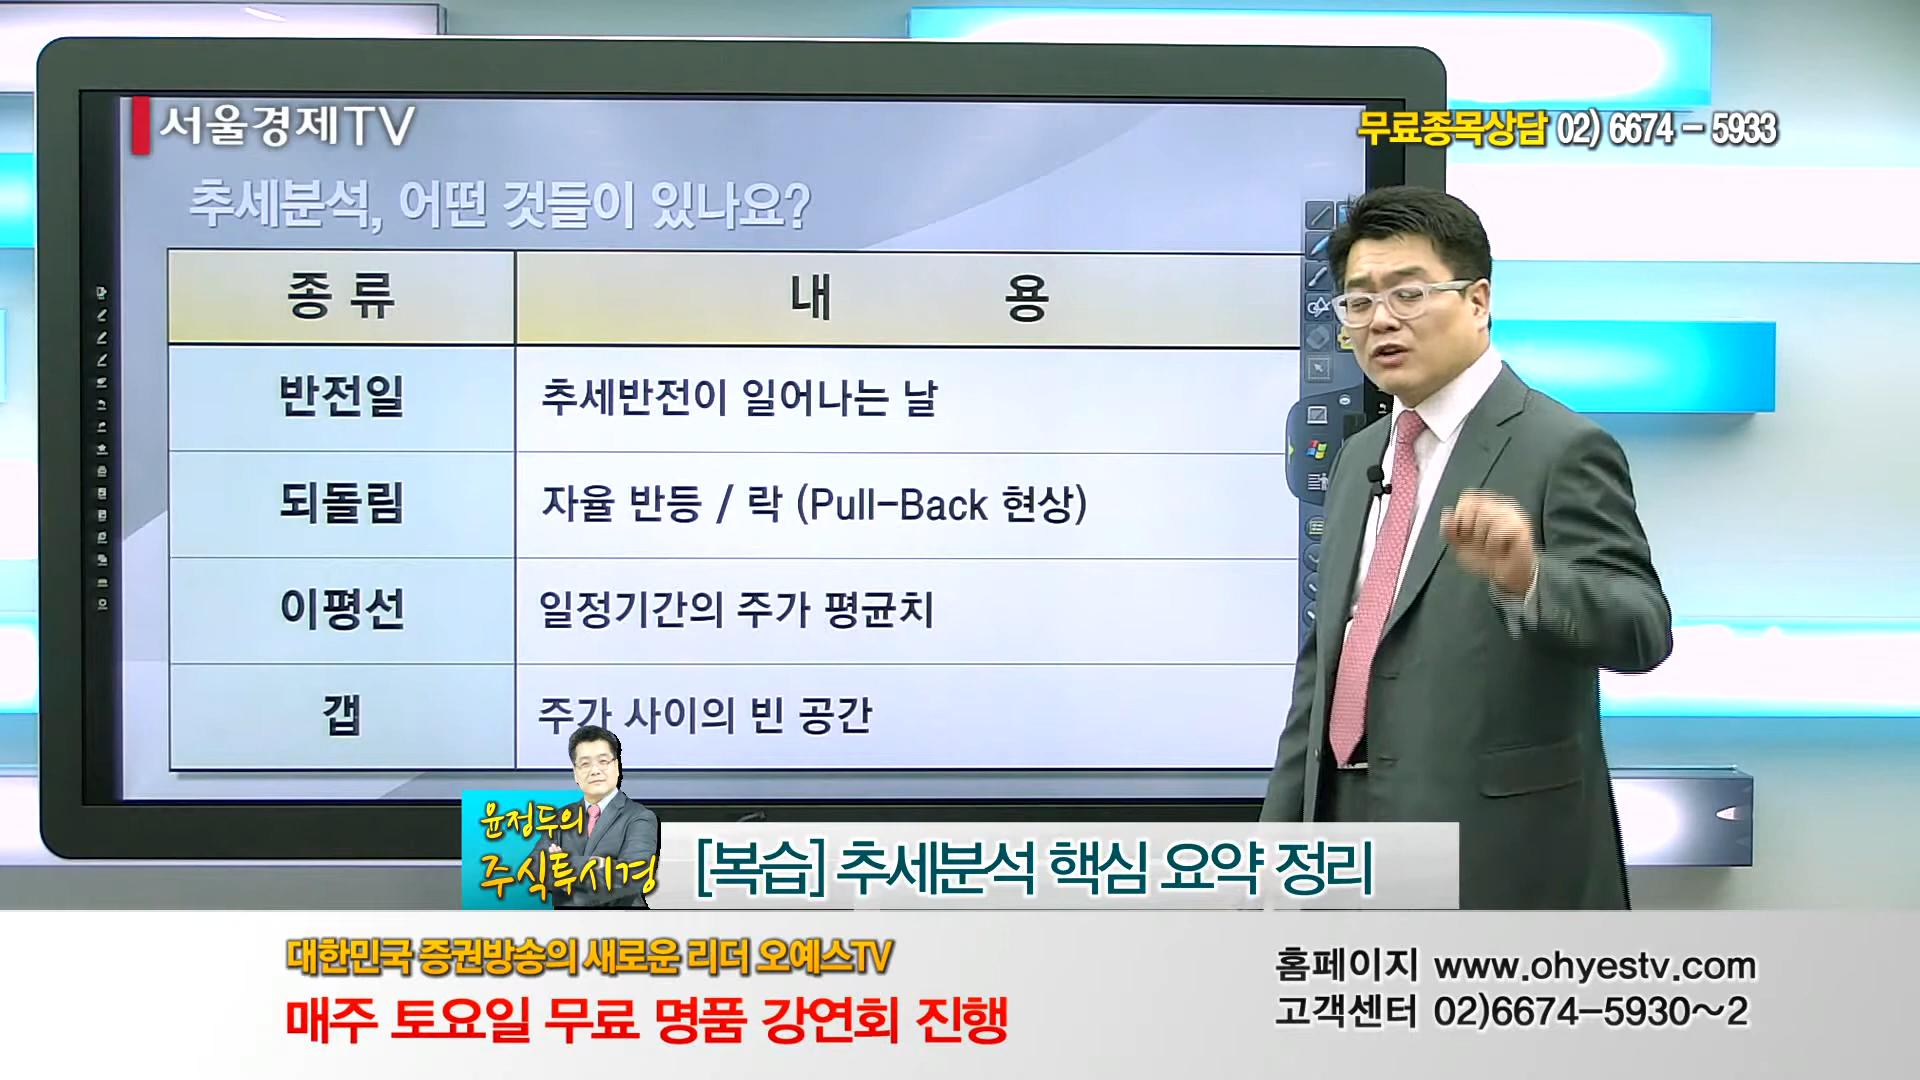 서울경제TV
무료종목상담 02) 6674 - 5933
추세분석, 어떤 것들이 있나요?
종 류 내 용
반전일 추세반전이 일어나는 날
되돌림 자율 반등 / 락 (Pull-Back 현상)
이평선 일정기간의 주가 평균치
갭 주가 사이의 빈 공간
윤정두의
주식투시경
[복습] 추세분석 핵심 요약 정리
대한민국 증권방송의 새로운 리더 오예스TV
매주 토요일 무료 명품 강연회 진행
홈페이지 www.ohyestv.com
고객센터 02)6674-5930~2